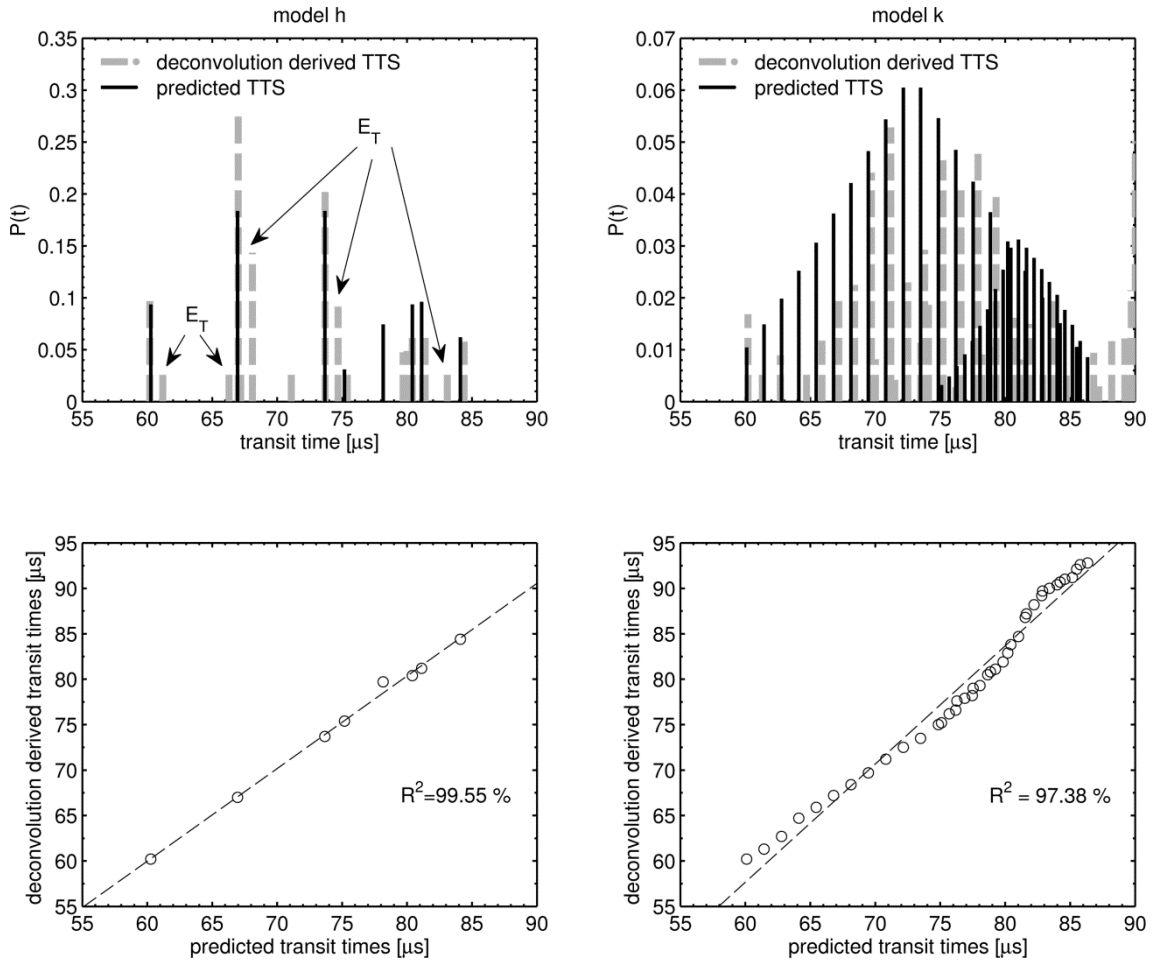 model h
0.35
0.3
0.25
0.2
0.15
0.1
0.05
0
P(t)
deconvolution derived TTS
predicted TTS
E_T
E_T
55 60 65 70 75 80 85 90
transit time [μs]
model k
0.07
0.06
0.05
0.04
0.03
0.02
0.01
0
P(t)
deconvolution derived TTS
predicted TTS
55 60 65 70 75 80 85 90
transit time [μs]
95
90
85
80
75
70
65
60
55
deconvolution derived transit times [μs]
R²=99.55 %
55 60 65 70 75 80 85 90
predicted transit times [μs]
95
90
85
80
75
70
65
60
55
deconvolution derived transit times [μs]
R² = 97.38 %
55 60 65 70 75 80 85 90
predicted transit times [μs]